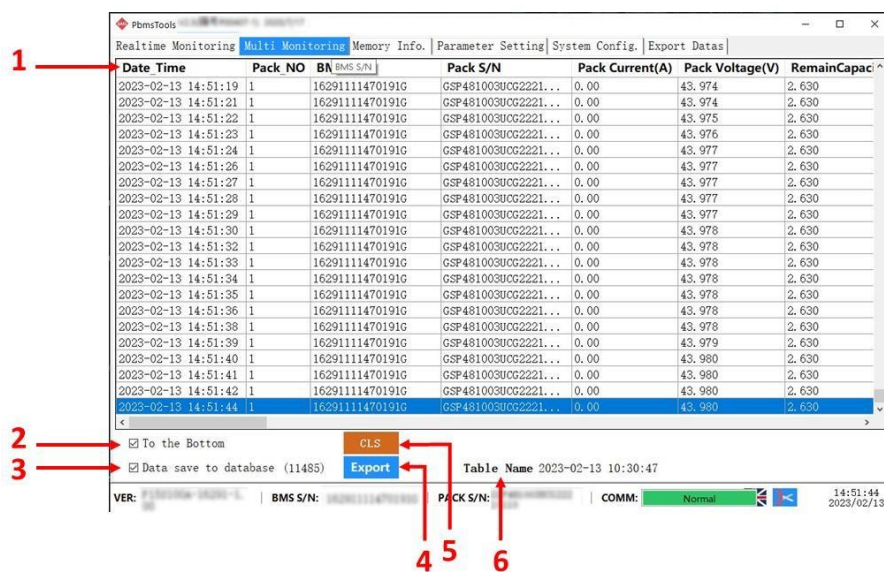 PbmsTools
Realtime Monitoring Multi Monitoring Memory Info. Parameter Setting System Config. Export Datas
1
Date_Time Pack_NO BM BMS S/N Pack S/N Pack Current(A) Pack Voltage(V) RemainCapaci
2023-02-13 14:51:19 1 16291111470191G GSP481003UCG2221... 0.00 43.974 2.630
2023-02-13 14:51:21 1 16291111470191G GSP481003UCG2221... 0.00 43.974 2.630
2023-02-13 14:51:22 1 16291111470191G GSP481003UCG2221... 0.00 43.975 2.630
2023-02-13 14:51:23 1 16291111470191G GSP481003UCG2221... 0.00 43.976 2.630
2023-02-13 14:51:24 1 16291111470191G GSP481003UCG2221... 0.00 43.977 2.630
2023-02-13 14:51:26 1 16291111470191G GSP481003UCG2221... 0.00 43.977 2.630
2023-02-13 14:51:27 1 16291111470191G GSP481003UCG2221... 0.00 43.977 2.630
2023-02-13 14:51:28 1 16291111470191G GSP481003UCG2221... 0.00 43.977 2.630
2023-02-13 14:51:29 1 16291111470191G GSP481003UCG2221... 0.00 43.977 2.630
2023-02-13 14:51:30 1 16291111470191G GSP481003UCG2221... 0.00 43.978 2.630
2023-02-13 14:51:32 1 16291111470191G GSP481003UCG2221... 0.00 43.978 2.630
2023-02-13 14:51:33 1 16291111470191G GSP481003UCG2221... 0.00 43.978 2.630
2023-02-13 14:51:34 1 16291111470191G GSP481003UCG2221... 0.00 43.978 2.630
2023-02-13 14:51:35 1 16291111470191G GSP481003UCG2221... 0.00 43.978 2.630
2023-02-13 14:51:36 1 16291111470191G GSP481003UCG2221... 0.00 43.978 2.630
2023-02-13 14:51:38 1 16291111470191G GSP481003UCG2221... 0.00 43.978 2.630
2023-02-13 14:51:39 1 16291111470191G GSP481003UCG2221... 0.00 43.979 2.630
2023-02-13 14:51:40 1 16291111470191G GSP481003UCG2221... 0.00 43.980 2.630
2023-02-13 14:51:41 1 16291111470191G GSP481003UCG2221... 0.00 43.980 2.630
2023-02-13 14:51:42 1 16291111470191G GSP481003UCG2221... 0.00 43.980 2.630
2023-02-13 14:51:44 1 16291111470191G GSP481003UCG2221... 0.00 43.980 2.630
2 To the Bottom CLS
3 Data save to database (11485) Export Table Name 2023-02-13 10:30:47
VER: BMS S/N: PACK S/N: COMM: Normal 14:51:44
2023/02/13
4 5 6